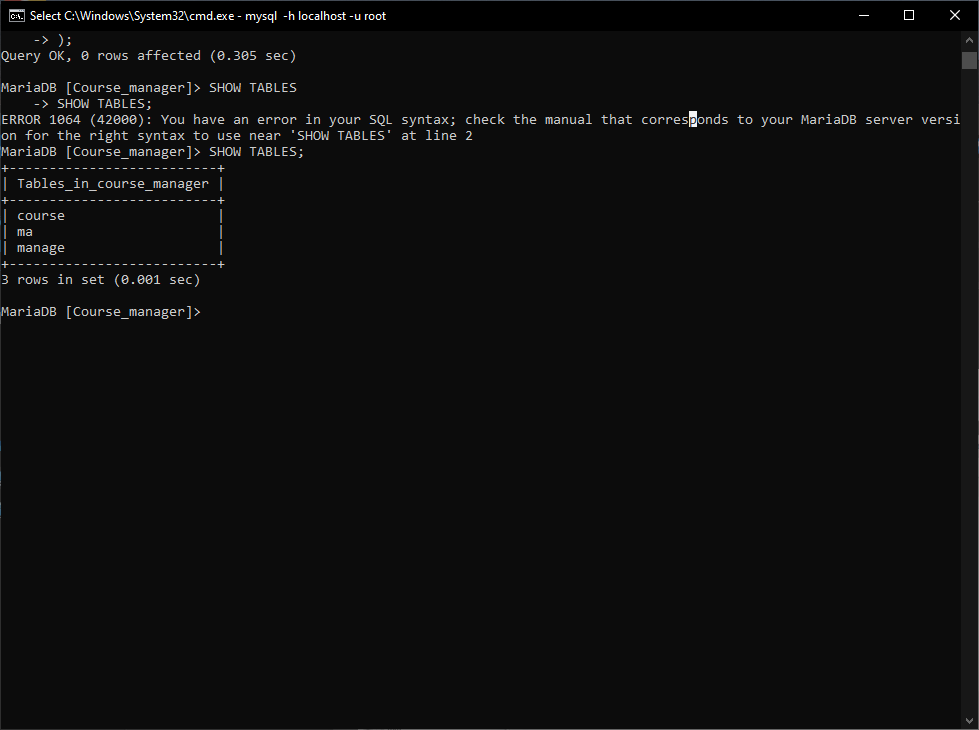 Select C:\Windows\System32\cmd.exe - mysql -h localhost -u root
-> );
Query OK, 0 rows affected (0.305 sec)
MariaDB [Course_manager]> SHOW TABLES
-> SHOW TABLES;
ERROR 1064 (42000): You have an error in your SQL syntax; check the manual that corresponds to your MariaDB server versi
on for the right syntax to use near 'SHOW TABLES' at line 2
MariaDB [Course_manager]> SHOW TABLES;
+--------------------------+
| Tables_in_course_manager |
+--------------------------+
| course                   |
| ma                       |
| manage                   |
+--------------------------+
3 rows in set (0.001 sec)
MariaDB [Course_manager]>